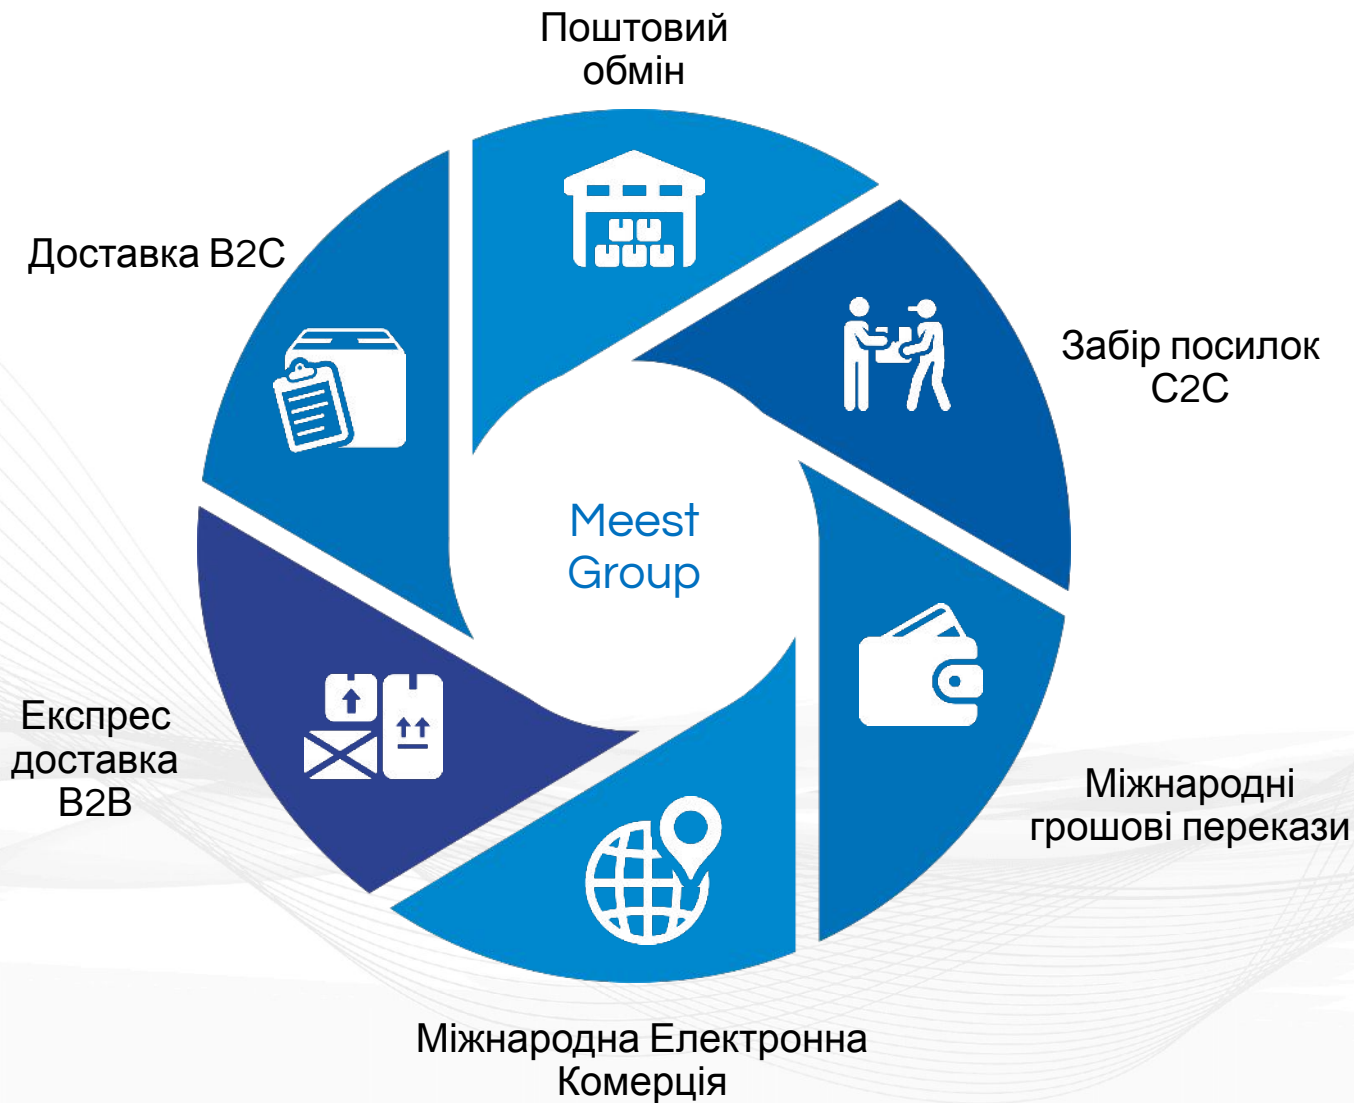 Поштовий
обмін
Доставка B2C
Забір посилок
C2C
Meest
Group
Експрес
доставка
B2B
Міжнародні
грошові перекази
Міжнародна Електронна
Комерція